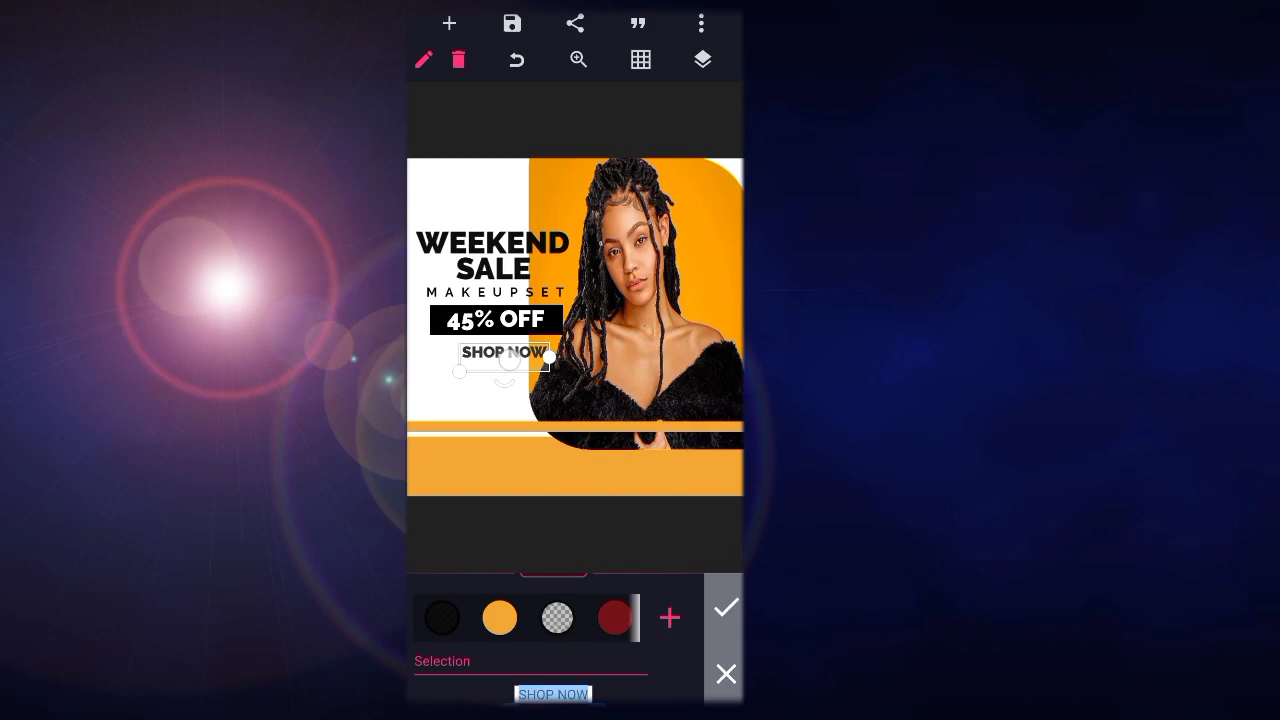 WEEKEND
SALE
MAKEUPSET
45% OFF
SHOP NOW
Selection
SHOP NOW